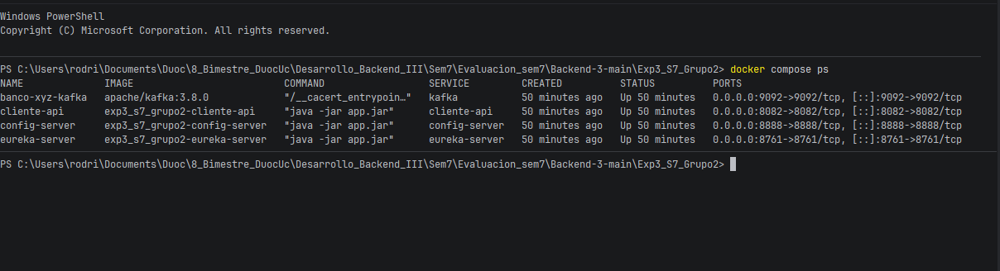 Windows PowerShell
Copyright (C) Microsoft Corporation. All rights reserved.
PS C:\Users\rodri\Documents\Duoc\8_Bimestre_DuocUc\Desarrollo_Backend_III\Sem7\Evaluacion_sem7\Backend-3-main\Exp3_S7_Grupo2> docker compose ps
NAME IMAGE COMMAND SERVICE CREATED STATUS PORTS
banco-xyz-kafka apache/kafka:3.8.0 "/__cacert_entrypoin…" kafka 50 minutes ago Up 50 minutes 0.0.0.0:9092->9092/tcp, [::]:9092->9092/tcp
cliente-api exp3_s7_grupo2-cliente-api "java -jar app.jar" cliente-api 50 minutes ago Up 50 minutes 0.0.0.0:8082->8082/tcp, [::]:8082->8082/tcp
config-server exp3_s7_grupo2-config-server "java -jar app.jar" config-server 50 minutes ago Up 50 minutes 0.0.0.0:8888->8888/tcp, [::]:8888->8888/tcp
eureka-server exp3_s7_grupo2-eureka-server "java -jar app.jar" eureka-server 50 minutes ago Up 50 minutes 0.0.0.0:8761->8761/tcp, [::]:8761->8761/tcp
PS C:\Users\rodri\Documents\Duoc\8_Bimestre_DuocUc\Desarrollo_Backend_III\Sem7\Evaluacion_sem7\Backend-3-main\Exp3_S7_Grupo2>